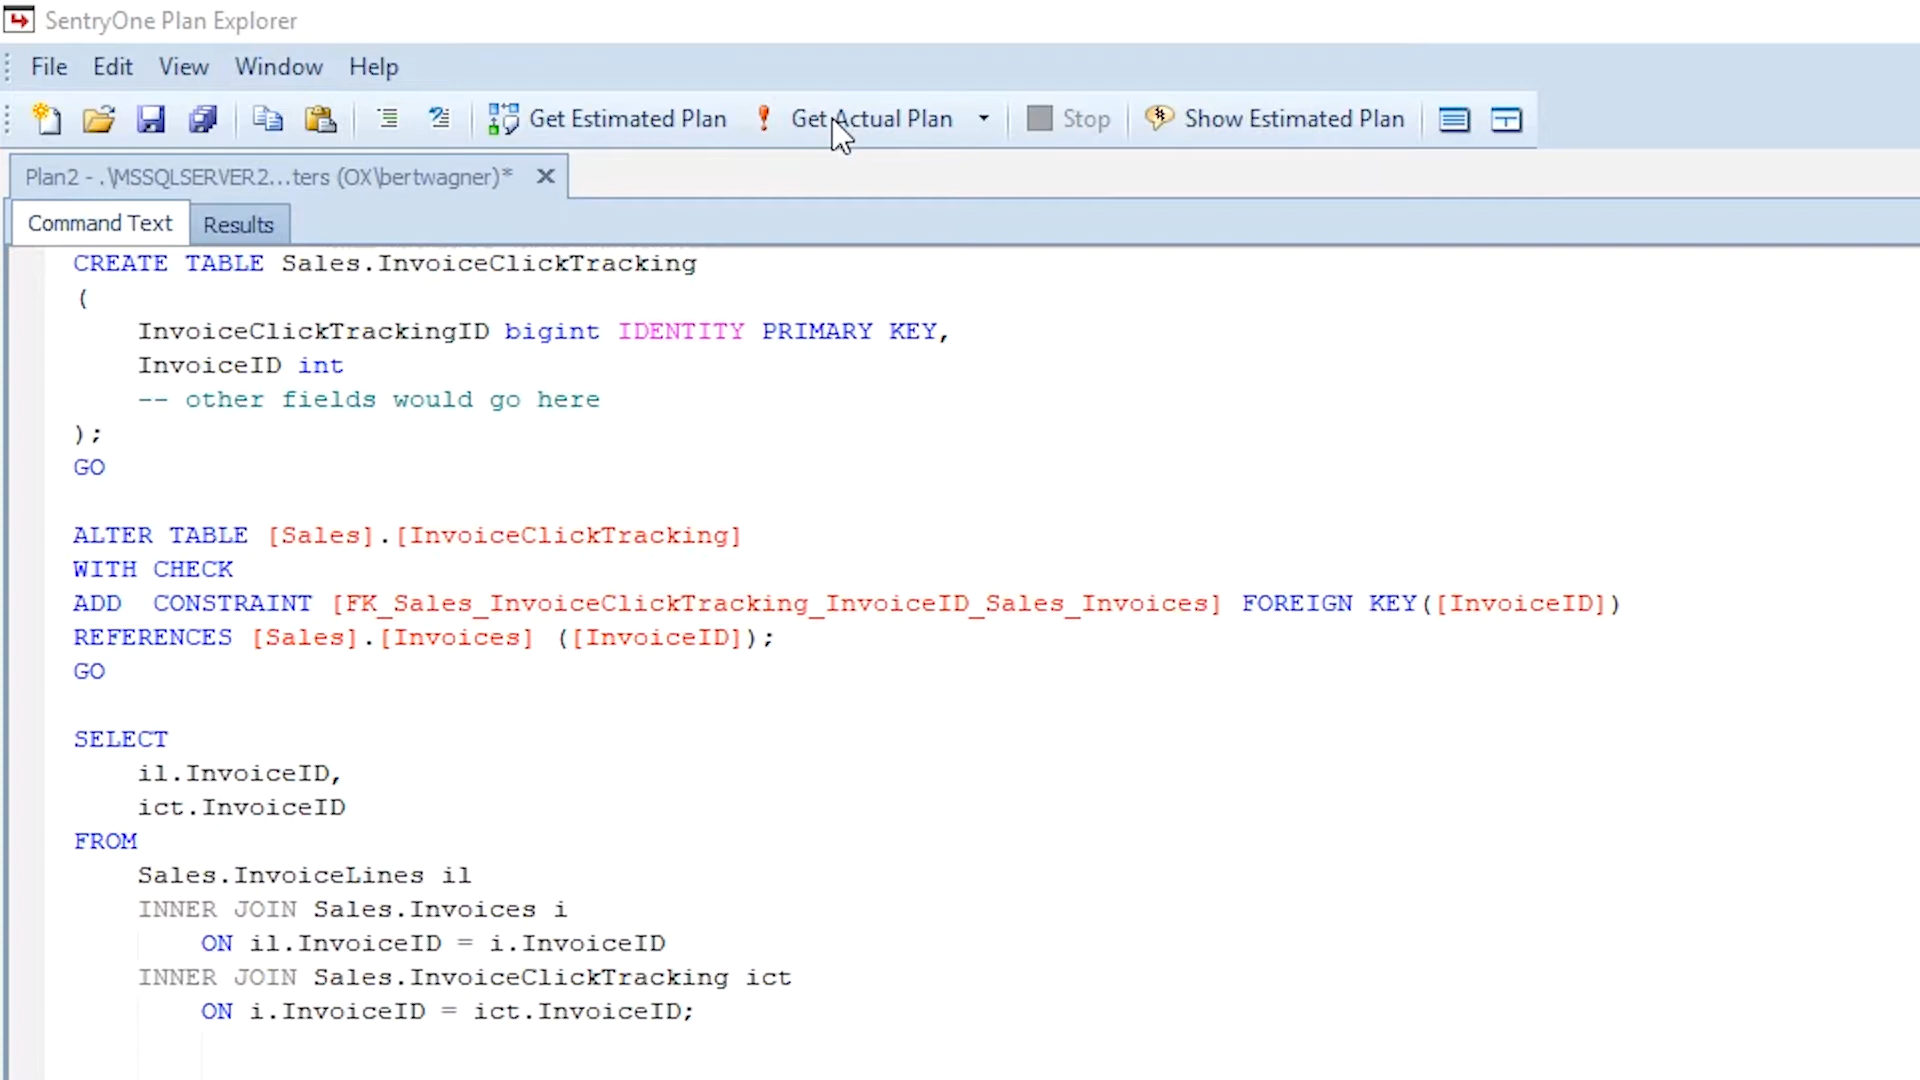 SentryOne Plan Explorer
File Edit View Window Help
Get Estimated Plan Get Actual Plan Stop Show Estimated Plan
Plan2 - .\MSSQLSERVER2...ters (OX\bertwagner)*
Command Text Results
CREATE TABLE Sales.InvoiceClickTracking
(
InvoiceClickTrackingID bigint IDENTITY PRIMARY KEY,
InvoiceID int
-- other fields would go here
);
GO
ALTER TABLE [Sales].[InvoiceClickTracking]
WITH CHECK
ADD  CONSTRAINT [FK_Sales_InvoiceClickTracking_InvoiceID_Sales_Invoices] FOREIGN KEY([InvoiceID])
REFERENCES [Sales].[Invoices] ([InvoiceID]);
GO
SELECT
il.InvoiceID,
ict.InvoiceID
FROM
Sales.InvoiceLines il
INNER JOIN Sales.Invoices i
ON il.InvoiceID = i.InvoiceID
INNER JOIN Sales.InvoiceClickTracking ict
ON i.InvoiceID = ict.InvoiceID;